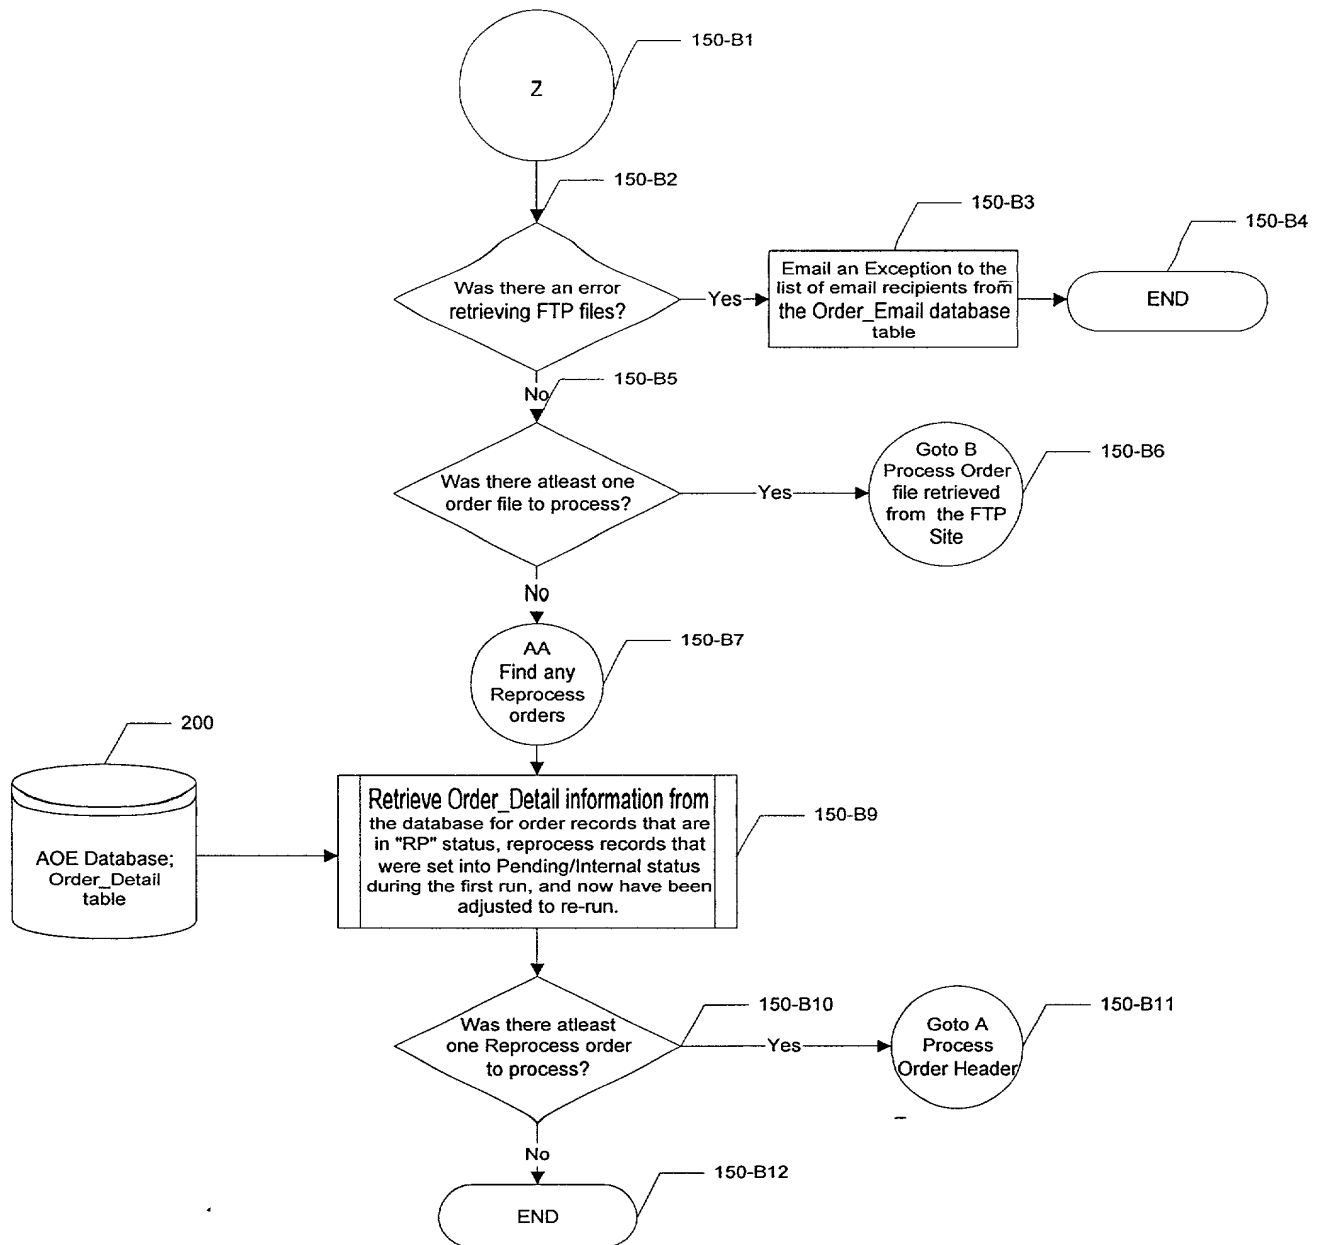 150-B1
Z
150-B2
150-B3
150-B4
Was there an error
retrieving FTP files?
Yes
Email an Exception to the
list of email recipients from
the Order_Email database
table
END
No
150-B5
Was there atleast one
order file to process?
Yes
Goto B
Process Order
file retrieved
from the FTP
Site
150-B6
No
AA
Find any
Reprocess
orders
150-B7
200
AOE Database;
Order_Detail
table
Retrieve Order_Detail information from
the database for order records that are
in "RP" status, reprocess records that
were set into Pending/Internal status
during the first run, and now have been
adjusted to re-run.
150-B9
Was there atleast
one Reprocess order
to process?
150-B10
Yes
Goto A
Process
Order Header
150-B11
No
150-B12
END